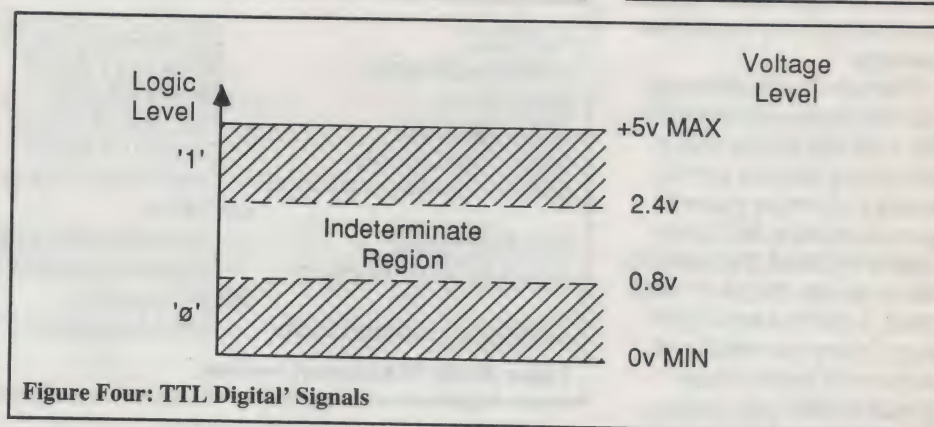 Logic
Level
Voltage
Level
'1'
+5v MAX
2.4v
Indeterminate
Region
0.8v
'ø'
0v MIN
Figure Four: TTL Digital' Signals